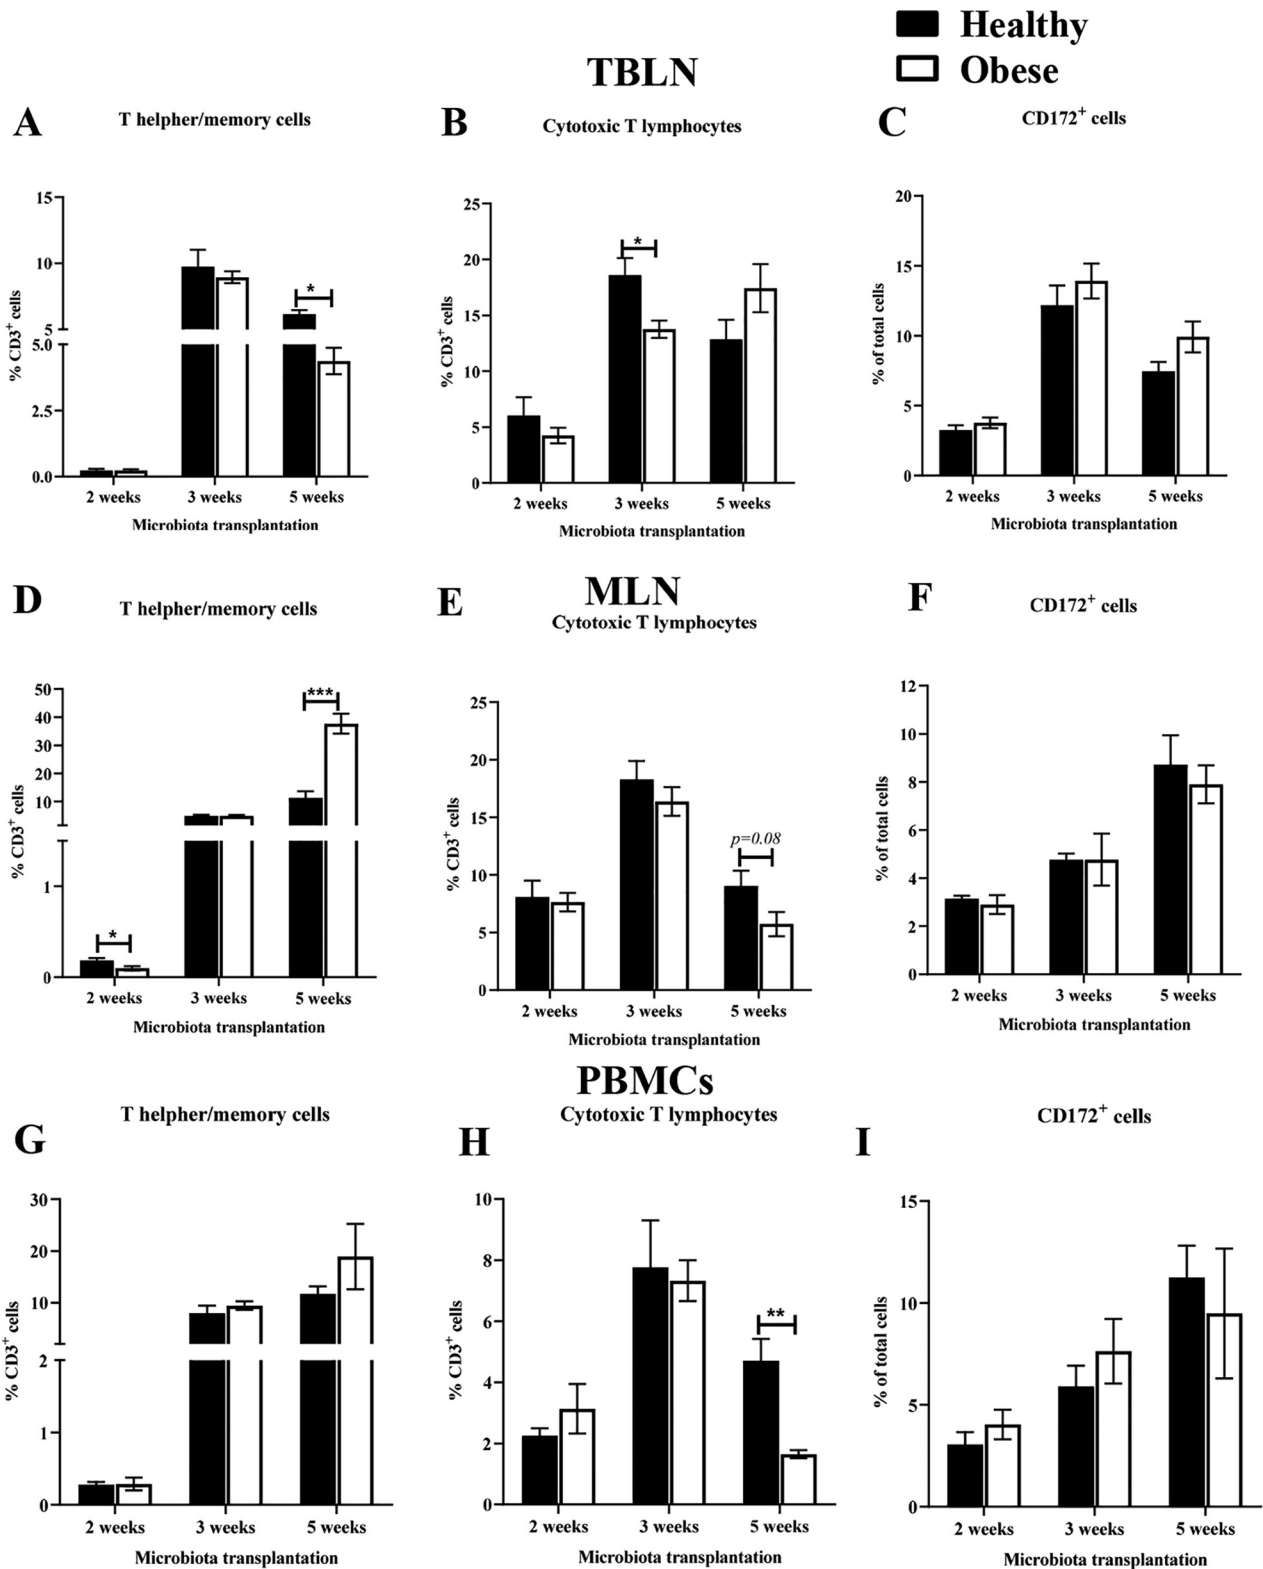 Healthy
Obese
TBLN
A
T helpher/memory cells
B
Cytotoxic T lymphocytes
C
CD172+ cells
% CD3+ cells
15
10
5
5.0
2.5
0.0
2 weeks
3 weeks
5 weeks
*
Microbiota transplantation
% CD3+ cells
25
20
15
10
5
0
2 weeks
3 weeks
5 weeks
*
Microbiota transplantation
% of total cells
20
15
10
5
0
2 weeks
3 weeks
5 weeks
Microbiota transplantation
MLN
D
T helpher/memory cells
E
Cytotoxic T lymphocytes
F
CD172+ cells
% CD3+ cells
50
40
30
20
10
1
0
*
***
2 weeks
3 weeks
5 weeks
Microbiota transplantation
% CD3+ cells
25
20
15
10
5
0
p=0.08
2 weeks
3 weeks
5 weeks
Microbiota transplantation
% of total cells
12
10
8
6
4
2
0
2 weeks
3 weeks
5 weeks
Microbiota transplantation
PBMCs
G
T helpher/memory cells
H
Cytotoxic T lymphocytes
I
CD172+ cells
% CD3+ cells
30
20
10
2
1
0
2 weeks
3 weeks
5 weeks
Microbiota transplantation
% CD3+ cells
10
8
6
4
2
0
**
2 weeks
3 weeks
5 weeks
Microbiota transplantation
% of total cells
15
10
5
0
2 weeks
3 weeks
5 weeks
Microbiota transplantation